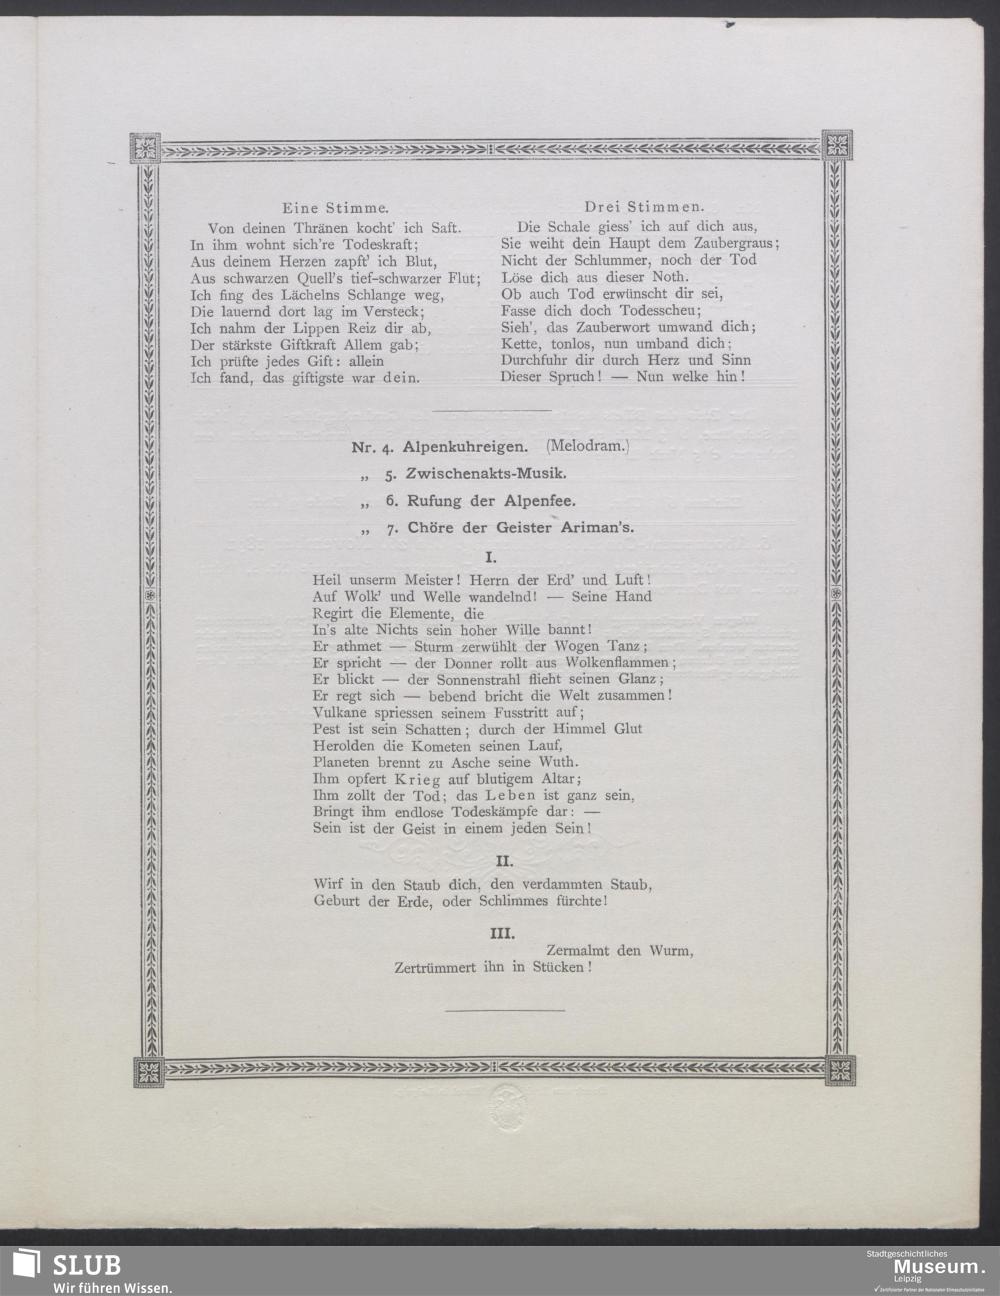 Eine Stimme.
Von deinen Thränen kocht' ich Saft.
In ihm wohnt sich're Todeskraft;
Aus deinem Herzen zapft' ich Blut,
Aus schwarzen Quell's tief-schwarzer Flut;
Ich fing des Lächelns Schlange weg,
Die lauernd dort lag im Versteck;
Ich nahm der Lippen Reiz dir ab,
Der stärkste Giftkraft Allem gab;
Ich prüfte jedes Gift: allein
Ich fand, das giftigste war dein.
Drei Stimmen.
Die Schale giess' ich auf dich aus,
Sie weiht dein Haupt dem Zaubergraus;
Nicht der Schlummer, noch der Tod
Löse dich aus dieser Noth.
Ob auch Tod erwünscht dir sei,
Fasse dich doch Todesscheu;
Sieh', das Zauberwort umwand dich;
Kette, tonlos, nun umband dich;
Durchfuhr dir durch Herz und Sinn
Dieser Spruch! — Nun welke hin!
Nr. 4. Alpenkuhreigen. (Melodram.)
„ 5. Zwischenakts-Musik.
„ 6. Rufung der Alpenfee.
„ 7. Chöre der Geister Ariman's.
I.
Heil unserm Meister! Herrn der Erd' und Luft!
Auf Wolk' und Welle wandelnd! — Seine Hand
Regirt die Elemente, die
In's alte Nichts sein hoher Wille bannt!
Er athmet — Sturm zerwühlt der Wogen Tanz;
Er spricht — der Donner rollt aus Wolkenflammen;
Er blickt — der Sonnenstrahl flieht seinen Glanz;
Er regt sich — bebend bricht die Welt zusammen!
Vulkane spriessen seinem Fusstritt auf;
Pest ist sein Schatten; durch der Himmel Glut
Herolden die Kometen seinen Lauf,
Planeten brennt zu Asche seine Wuth.
Ihm opfert Krieg auf blutigem Altar;
Ihm zollt der Tod; das Leben ist ganz sein,
Bringt ihm endlose Todeskämpfe dar: —
Sein ist der Geist in einem jeden Sein!
II.
Wirf in den Staub dich, den verdammten Staub,
Geburt der Erde, oder Schlimmes fürchte!
III.
Zermalmt den Wurm,
Zertrümmert ihn in Stücken!
SLUB
Wir führen Wissen.
Stadtgeschichtliches
Museum.
Leipzig
Zertifizierter Partner der Nationalen Klimaschutzinitiative